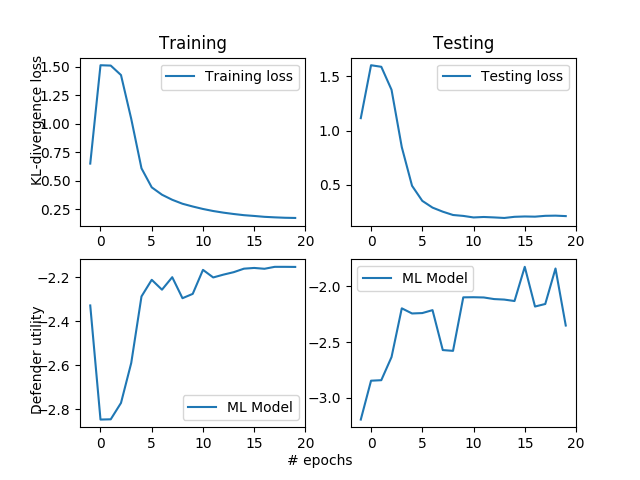 Training
Testing
KL-divergence loss
1.50
1.25
1.00
0.75
0.50
0.25
Training loss
0 5 10 15 20
1.5
1.0
0.5
Testing loss
0 5 10 15 20
Defender utility
−2.2
−2.4
−2.6
−2.8
ML Model
0 5 10 15 20
−2.0
−2.5
−3.0
ML Model
0 5 10 15 20
# epochs